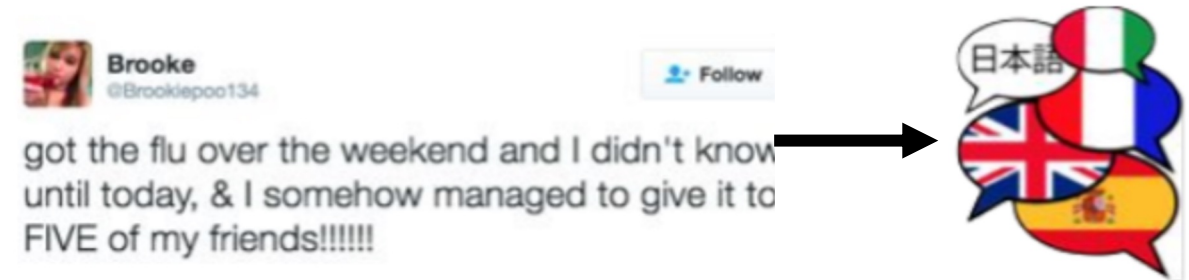 Brooke
@Brookiepoo134
Follow
got the flu over the weekend and I didn't know
until today, & I somehow managed to give it to
FIVE of my friends!!!!!!
日本語